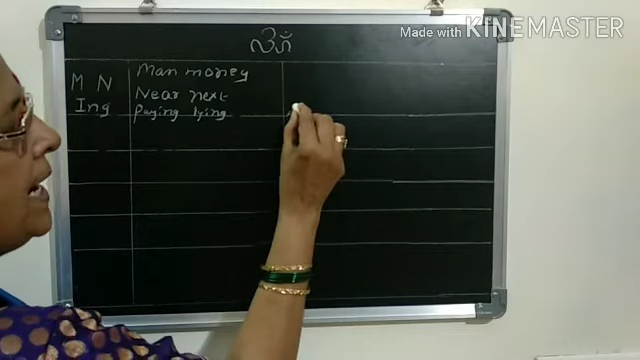 Made with KINEMASTER
M N Man money
Near next
Ing Paying lying